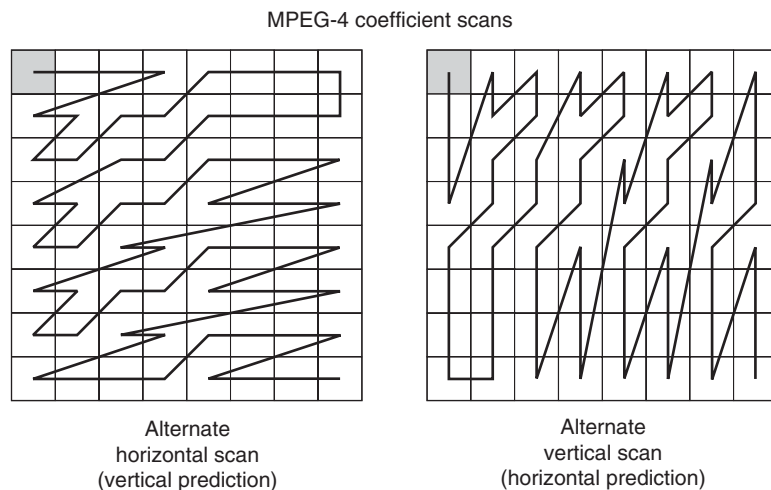 MPEG-4 coefficient scans
Alternate
horizontal scan
(vertical prediction)
Alternate
vertical scan
(horizontal prediction)